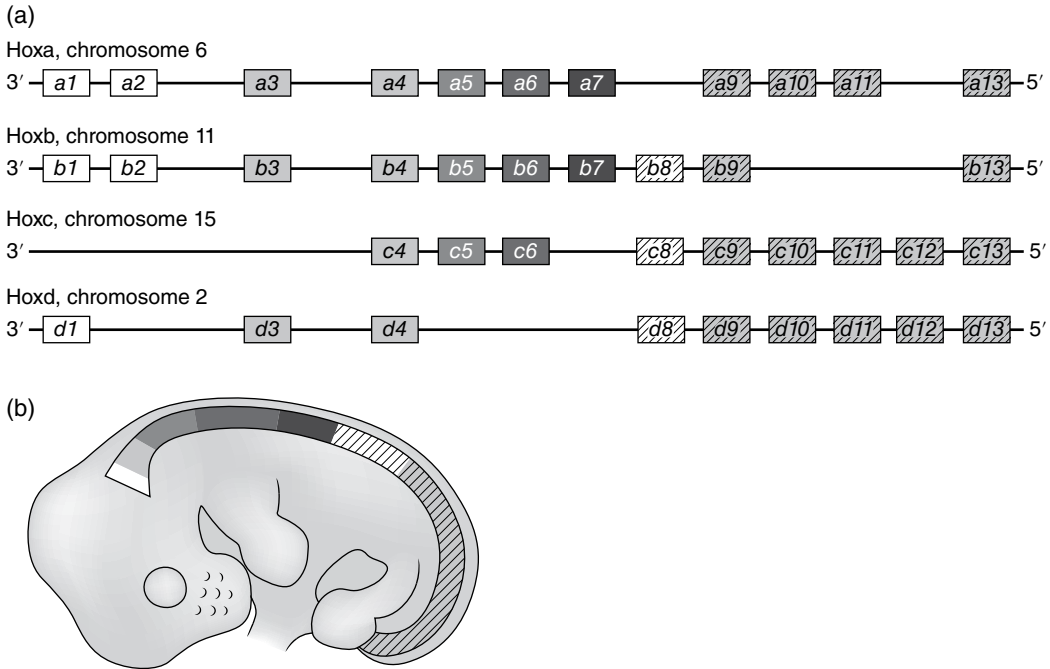 (a)
Hoxa, chromosome 6
3′ a1 a2 a3 a4 a5 a6 a7 a9 a10 a11 a13 5′
Hoxb, chromosome 11
3′ b1 b2 b3 b4 b5 b6 b7 b8 b9 b13 5′
Hoxc, chromosome 15
3′ c4 c5 c6 c8 c9 c10 c11 c12 c13 5′
Hoxd, chromosome 2
3′ d1 d3 d4 d8 d9 d10 d11 d12 d13 5′
(b)